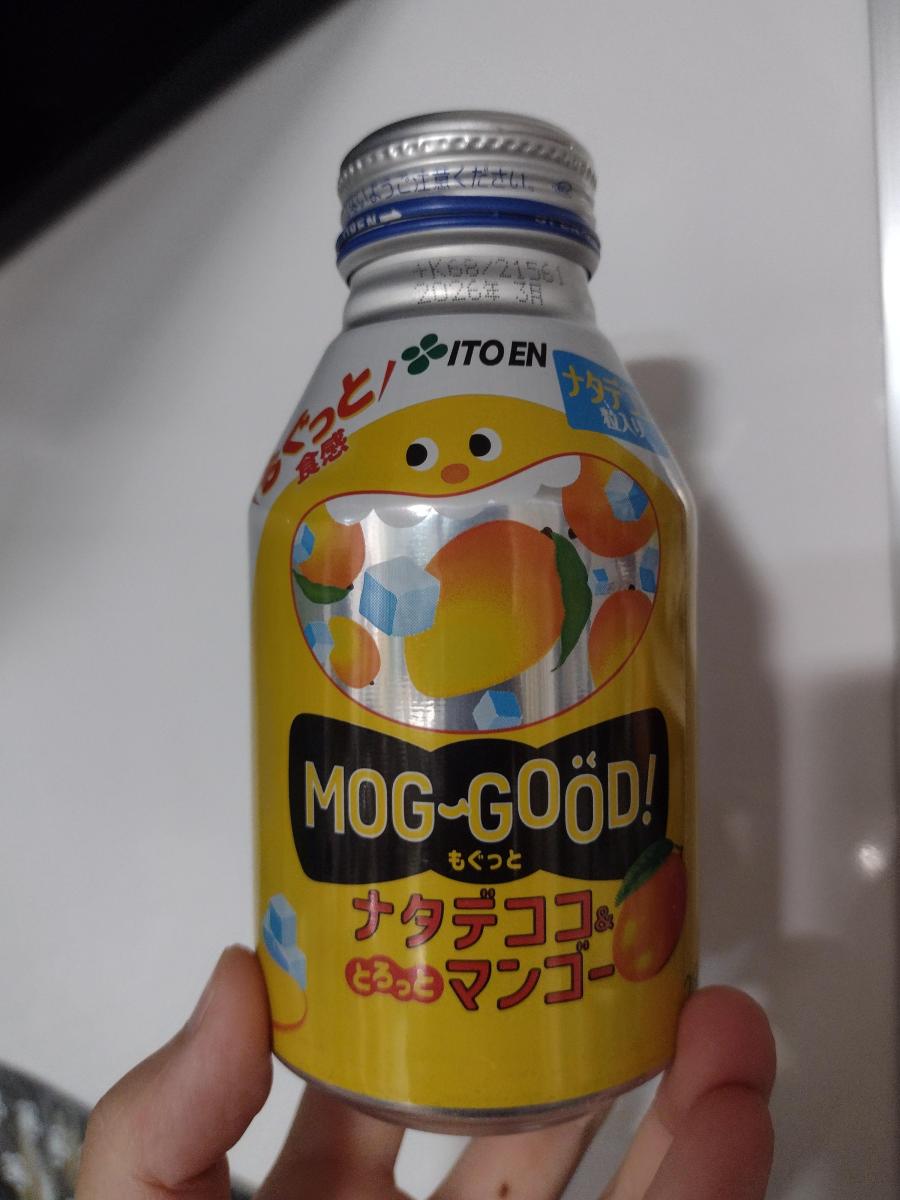 いようご注意ください。
+K68/21561
2026年 3月
ITO EN
もぐっと
食感
ナタデ
粒入り
MOG-GOOD!
もぐっと
ナタデココ&
とろっとマンゴー